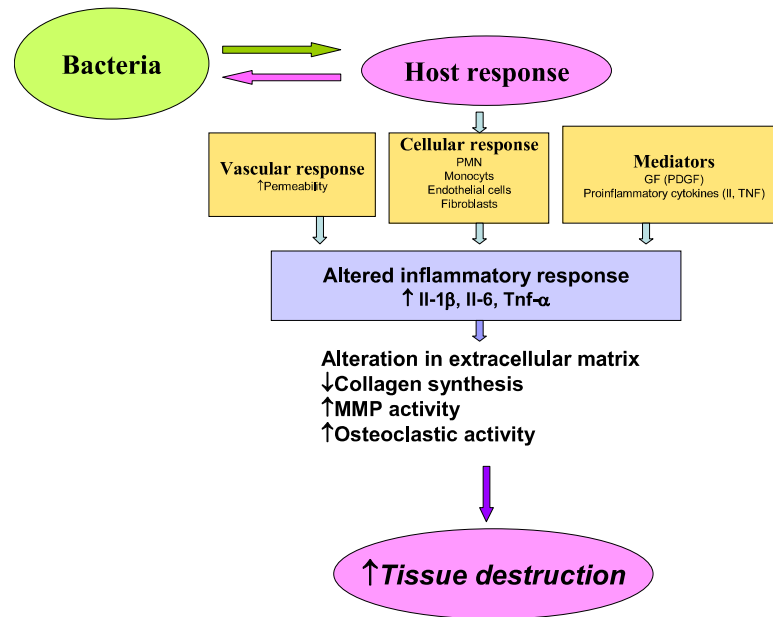 Bacteria
Host response
Vascular response
↑Permeability
Cellular response
PMN
Monocyts
Endothelial cells
Fibroblasts
Mediators
GF (PDGF)
Proinflammatory cytokines (Il, TNF)
Altered inflammatory response
↑ Il-1β, Il-6, Tnf-α
Alteration in extracellular matrix
↓Collagen synthesis
↑MMP activity
↑Osteoclastic activity
↑Tissue destruction